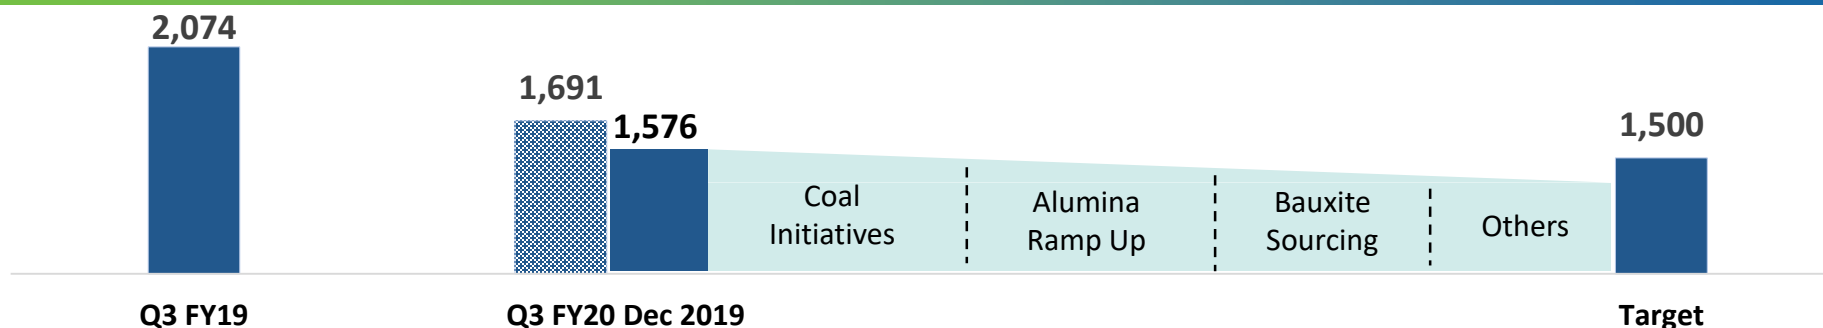 2,074
1,691
1,576
1,500
Coal
Initiatives
Alumina
Ramp Up
Bauxite
Sourcing
Others
Q3 FY19
Q3 FY20 Dec 2019
Target